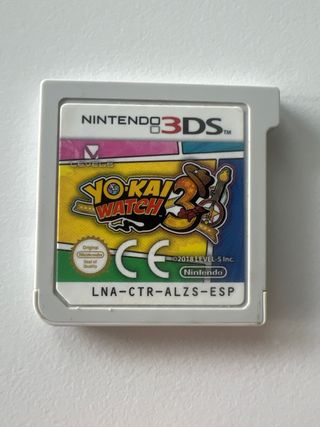 NINTENDO 3DS™
LEVEL5
YO-KAI
WATCH 3
Original
Nintendo
Seal of
Quality
CE
©2018 LEVEL-5 Inc.
Nintendo
LNA-CTR-ALZS-ESP